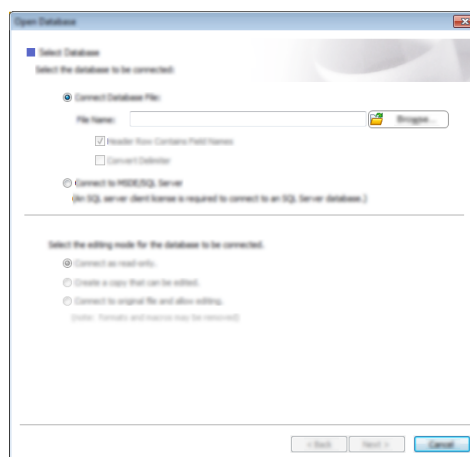 Open Database
Select Database
Select the database to be connected:
Connect Database File:
File Name:
Browse...
Header Row Contains Field Names
Convert Delimiter
Connect to MSDE/SQL Server
(An SQL server client license is required to connect to an SQL Server database.)
Select the editing mode for the database to be connected.
Connect as read-only.
Create a copy that can be edited.
Connect to original file and allow editing.
(note: formats and macros may be removed)
< Back
Next >
Cancel